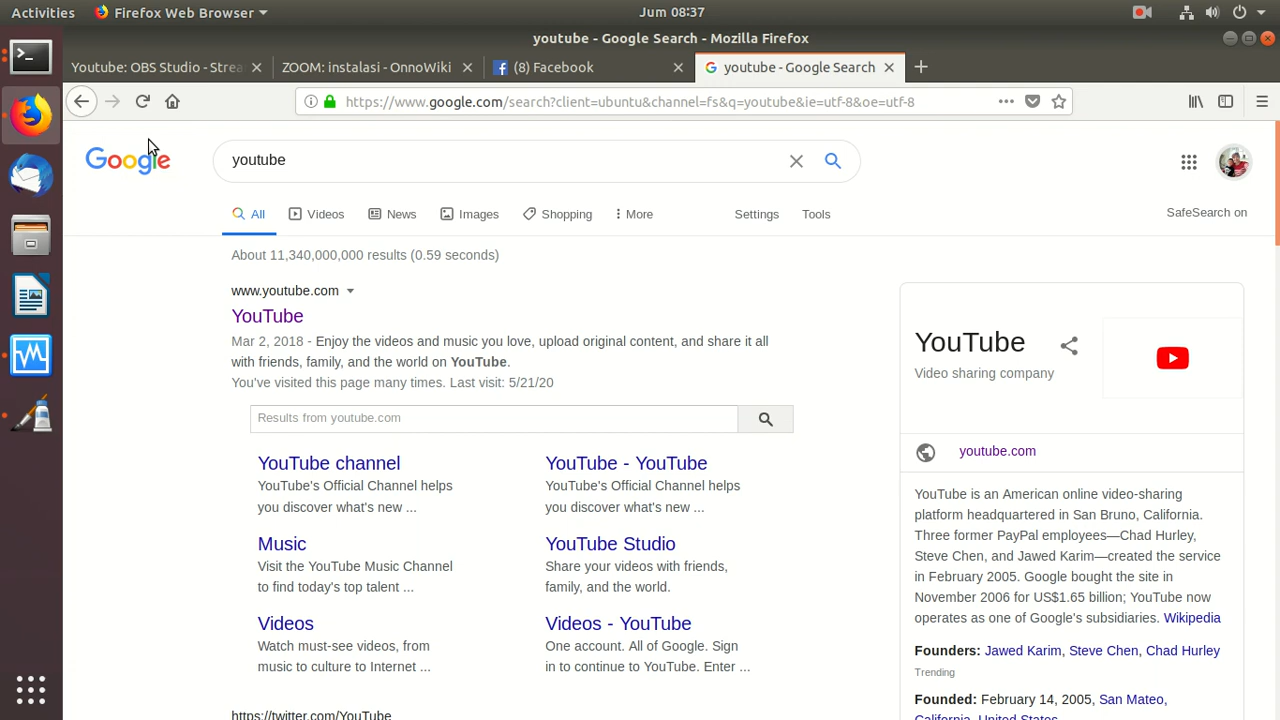 Activities
Firefox Web Browser
Jum 08:37
youtube - Google Search - Mozilla Firefox
Youtube: OBS Studio - Strea
ZOOM: instalasi - OnnoWiki
(8) Facebook
youtube - Google Search
https://www.google.com/search?client=ubuntu&channel=fs&q=youtube&ie=utf-8&oe=utf-8
Google
youtube
All
Videos
News
Images
Shopping
More
Settings
Tools
SafeSearch on
About 11,340,000,000 results (0.59 seconds)
www.youtube.com
YouTube
Mar 2, 2018 - Enjoy the videos and music you love, upload original content, and share it all
with friends, family, and the world on YouTube.
You've visited this page many times. Last visit: 5/21/20
Results from youtube.com
YouTube channel
YouTube's Official Channel helps
you discover what's new ...
YouTube - YouTube
YouTube's Official Channel helps
you discover what's new ...
Music
Visit the YouTube Music Channel
to find today's top talent ...
YouTube Studio
Share your videos with friends,
family, and the world.
Videos
Watch must-see videos, from
music to culture to Internet ...
Videos - YouTube
One account. All of Google. Sign
in to continue to YouTube. Enter ...
https://twitter.com/YouTube
YouTube
Video sharing company
youtube.com
YouTube is an American online video-sharing
platform headquartered in San Bruno, California.
Three former PayPal employees—Chad Hurley,
Steve Chen, and Jawed Karim—created the service
in February 2005. Google bought the site in
November 2006 for US$1.65 billion; YouTube now
operates as one of Google's subsidiaries. Wikipedia
Founders: Jawed Karim, Steve Chen, Chad Hurley
Trending
Founded: February 14, 2005, San Mateo,
California, United States